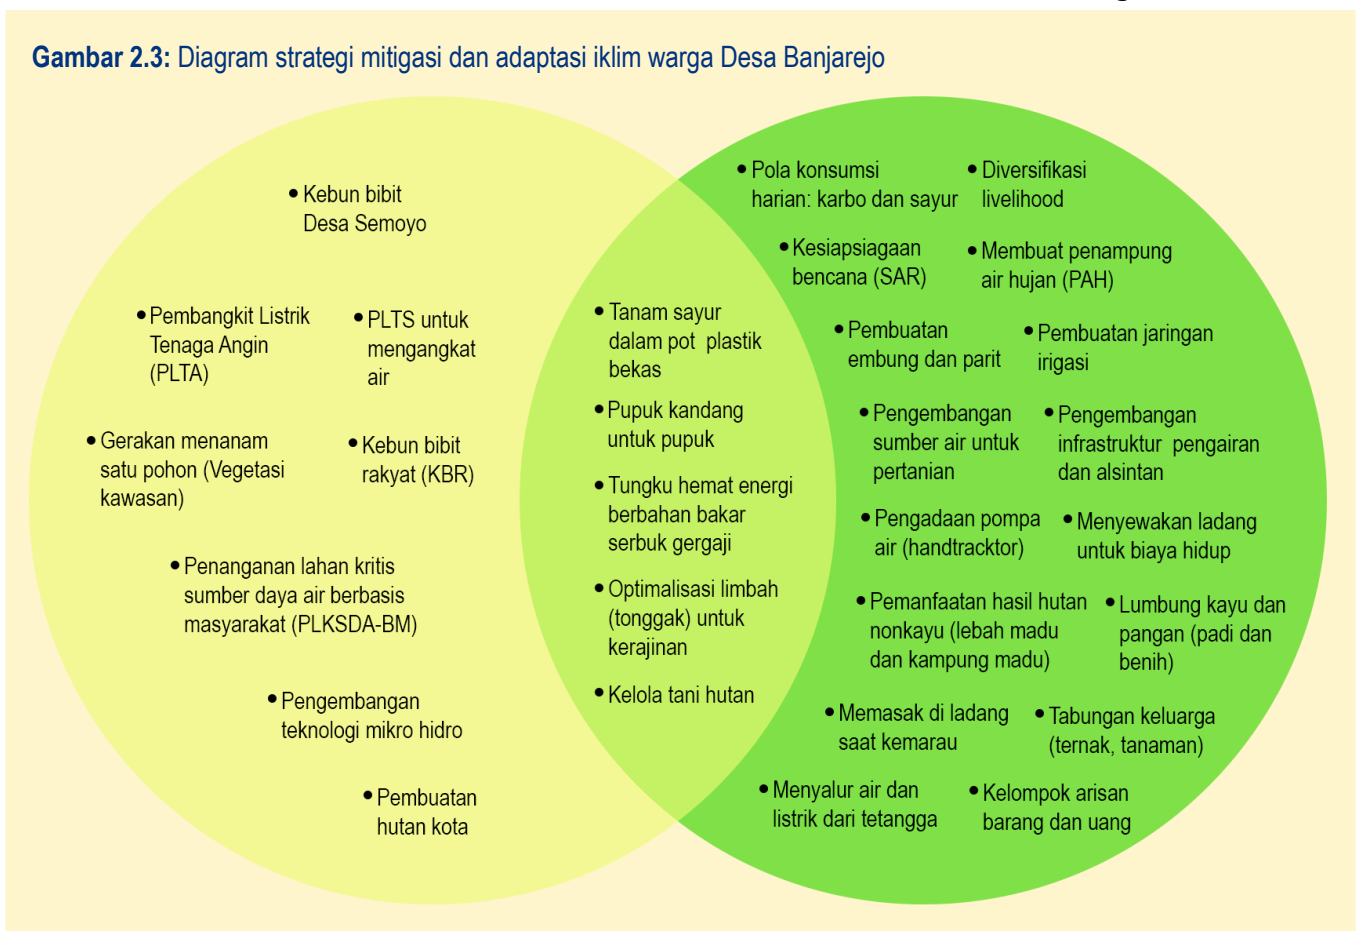 Gambar 2.3: Diagram strategi mitigasi dan adaptasi iklim warga Desa Banjarejo
• Kebun bibit
Desa Semoyo
• Pembangkit Listrik
Tenaga Angin
(PLTA)
• PLTS untuk
mengangkat
air
• Gerakan menanam
satu pohon (Vegetasi
kawasan)
• Kebun bibit
rakyat (KBR)
• Penanganan lahan kritis
sumber daya air berbasis
masyarakat (PLKSDA-BM)
• Pengembangan
teknologi mikro hidro
• Pembuatan
hutan kota
• Tanam sayur
dalam pot plastik
bekas
• Pupuk kandang
untuk pupuk
• Tungku hemat energi
berbahan bakar
serbuk gergaji
• Optimalisasi limbah
(tonggak) untuk
kerajinan
• Kelola tani hutan
• Pola konsumsi
harian: karbo dan sayur
• Diversifikasi
livelihood
• Kesiapsiagaan
bencana (SAR)
• Membuat penampung
air hujan (PAH)
• Pembuatan
embung dan parit
• Pembuatan jaringan
irigasi
• Pengembangan
sumber air untuk
pertanian
• Pengembangan
infrastruktur pengairan
dan alsintan
• Pengadaan pompa
air (handtracktor)
• Menyewakan ladang
untuk biaya hidup
• Pemanfaatan hasil hutan
nonkayu (lebah madu
dan kampung madu)
• Lumbung kayu dan
pangan (padi dan
benih)
• Memasak di ladang
saat kemarau
• Tabungan keluarga
(ternak, tanaman)
• Menyalur air dan
listrik dari tetangga
• Kelompok arisan
barang dan uang